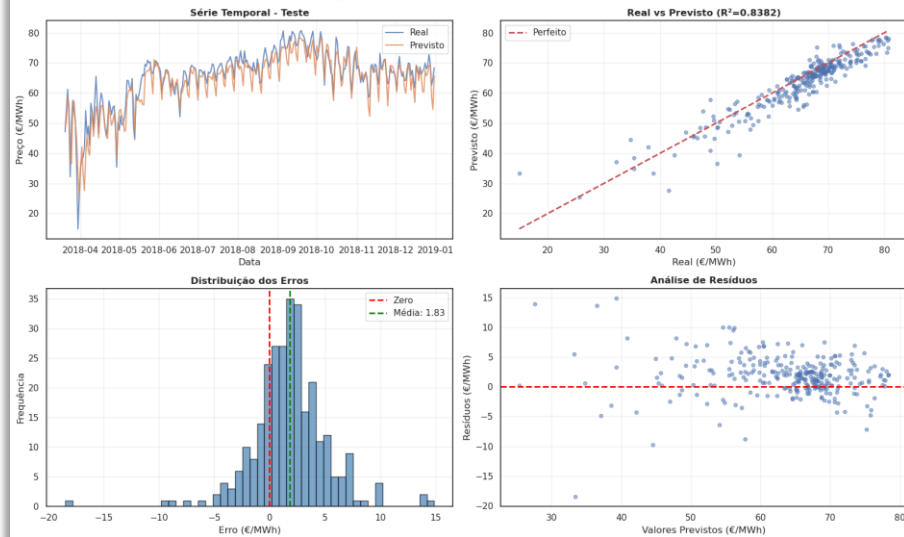 Série Temporal - Teste
80
70
60
50
40
30
20
Preço (€/MWh)
Real
Previsto
2018-04 2018-05 2018-06 2018-07 2018-08 2018-09 2018-10 2018-11 2018-12 2019-01
Data
Real vs Previsto (R²=0.8382)
80
70
60
50
40
30
20
Previsto (€/MWh)
Perfeito
20 30 40 50 60 70 80
Real (€/MWh)
Distribuição dos Erros
35
30
25
20
15
10
5
0
Frequência
Zero
Média: 1.83
−20 −15 −10 −5 0 5 10 15
Erro (€/MWh)
Análise de Resíduos
15
10
5
0
−5
−10
−15
−20
Resíduos (€/MWh)
30 40 50 60 70 80
Valores Previstos (€/MWh)